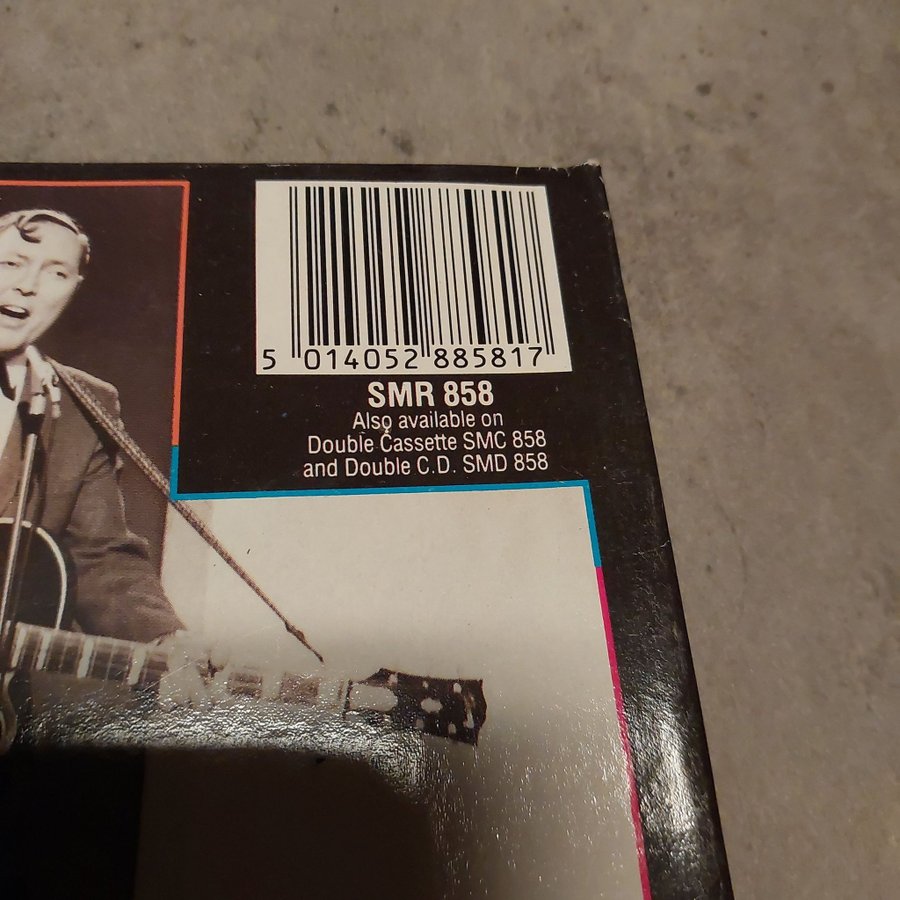 5 014052 885817
SMR 858
Also available on
Double Cassette SMC 858
and Double C.D. SMD 858